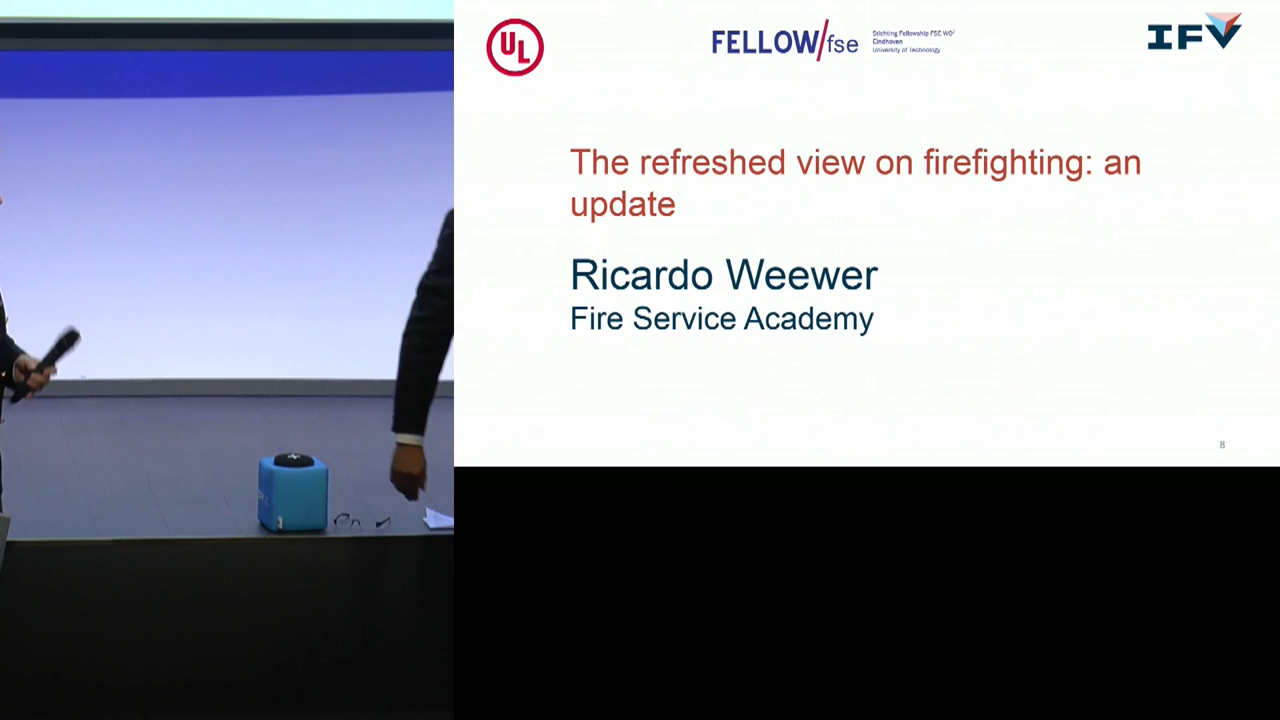 UL
FELLOW/fse
Stichting Fellowship FSE WO²
Eindhoven
University of Technology
IFV
The refreshed view on firefighting: an
update
Ricardo Weewer
Fire Service Academy
8